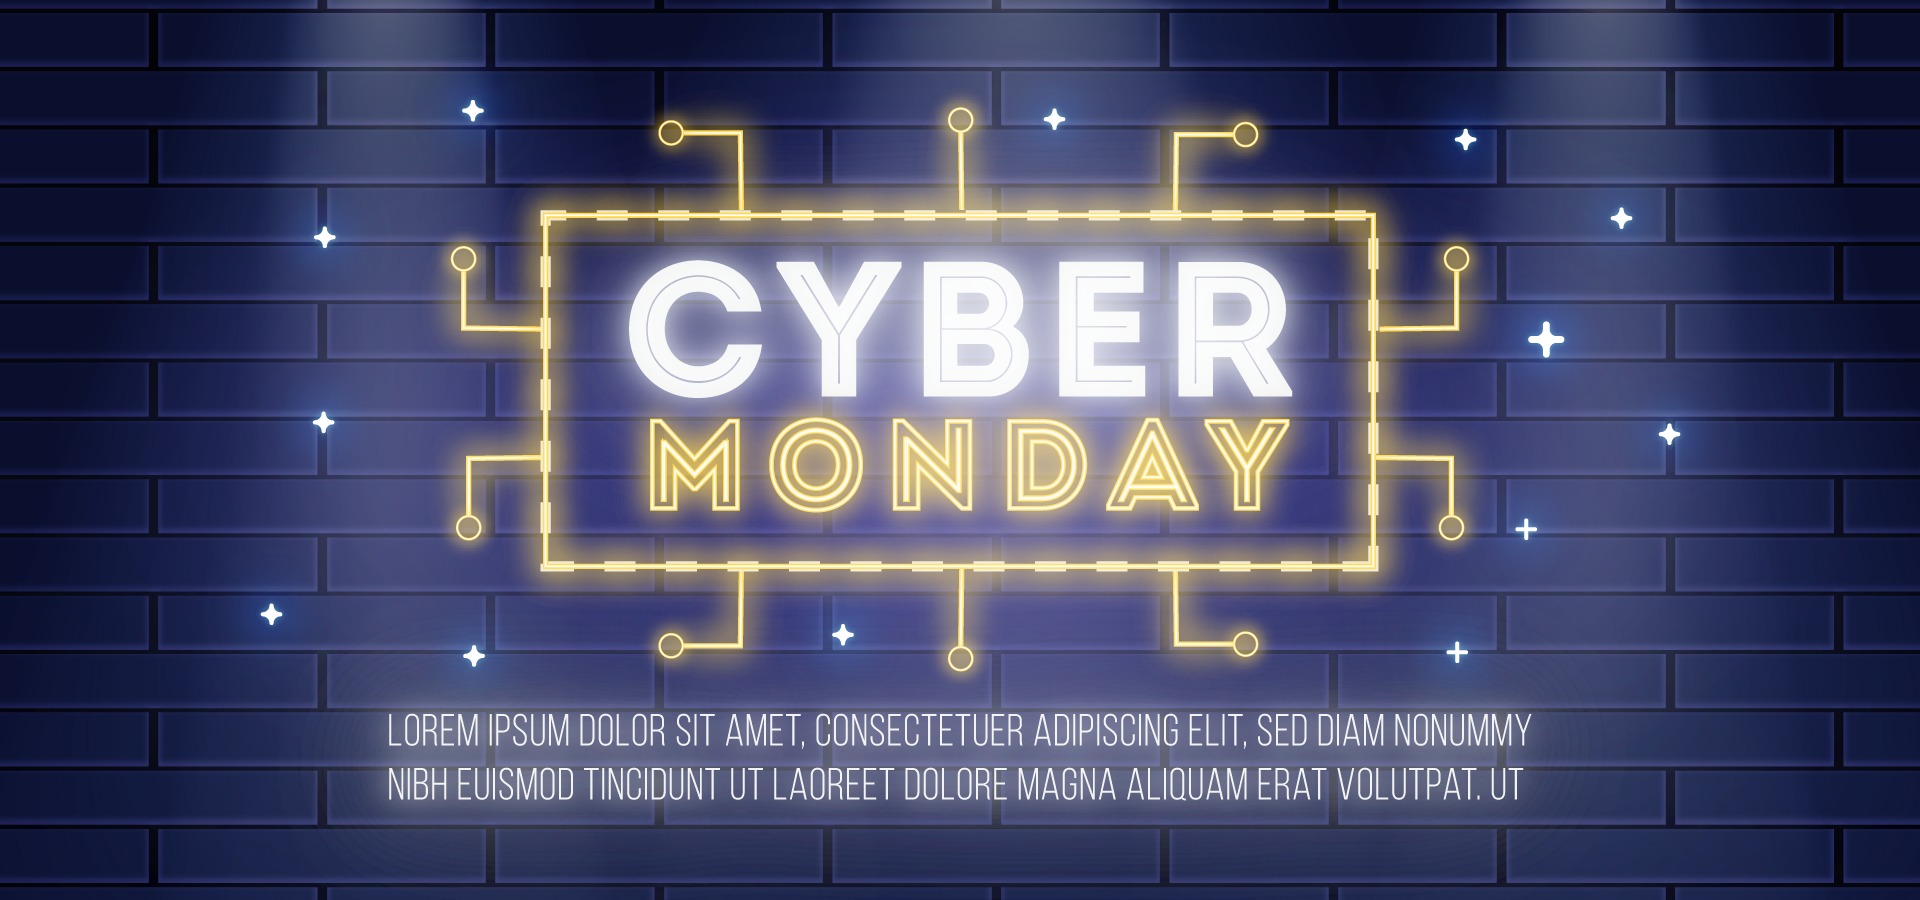 CYBER
MONDAY
LOREM IPSUM DOLOR SIT AMET, CONSECTETUER ADIPISCING ELIT, SED DIAM NONUMMY
NIBH EUISMOD TINCIDUNT UT LAOREET DOLORE MAGNA ALIQUAM ERAT VOLUTPAT. UT